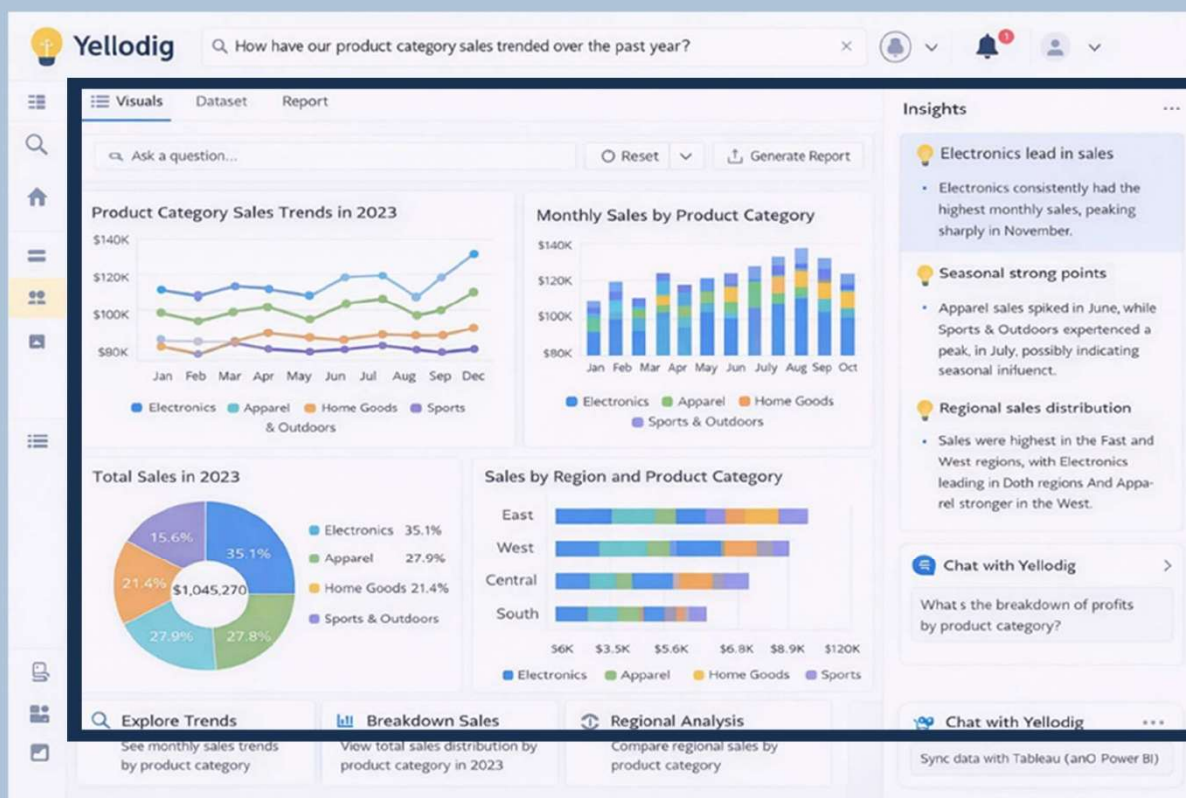 Yellodig
How have our product category sales trended over the past year?
1
Visuals Dataset Report
Ask a question...
Reset
Generate Report
Product Category Sales Trends in 2023
$140K
$120K
$100K
$80K
Jan Feb Mar Apr May Jun Jul Aug Sep Dec
Electronics Apparel Home Goods Sports
& Outdoors
Monthly Sales by Product Category
$140K
$120K
$100K
$80K
Jan Feb Mar Apr May Jun July Aug Sep Oct
Electronics Apparel Home Goods
Sports & Outdoors
Total Sales in 2023
15.6%
35.1%
21.4%
$1,045,270
27.9%
27.8%
Electronics 35.1%
Apparel 27.9%
Home Goods 21.4%
Sports & Outdoors
Sales by Region and Product Category
East
West
Central
South
$6K $3.5K $5.6K $6.8K $8.9K $120K
Electronics Apparel Home Goods Sports
Explore Trends
See monthly sales trends
by product category
Breakdown Sales
View total sales distribution by
product category in 2023
Regional Analysis
Compare regional sales by
product category
Insights
Electronics lead in sales
• Electronics consistently had the
highest monthly sales, peaking
sharply in November.
Seasonal strong points
• Apparel sales spiked in June, while
Sports & Outdoors expertenced a
peak, in July, possibly indicating
seasonal inifuenct.
Regional sales distribution
• Sales were highest in the Fast and
West regions, with Electronics
leading in Doth regions And Appa-
rel stronger in the West.
Chat with Yellodig
What s the breakdown of profits
by product category?
Chat with Yellodig
Sync data with Tableau (anO Power BI)